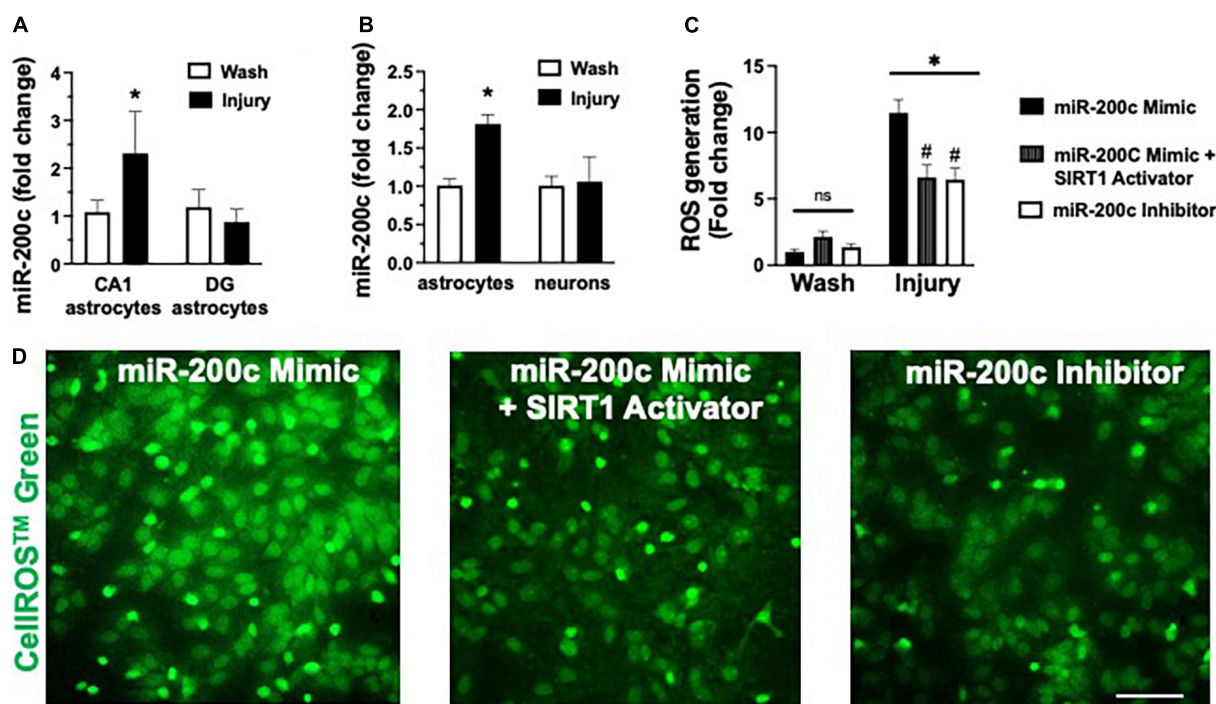 A
miR-200c (fold change)
4
3
2
1
0
*
Wash
Injury
CA1
astrocytes
DG
astrocytes
B
miR-200c (fold change)
2.5
2.0
1.5
1.0
0.5
0.0
*
Wash
Injury
astrocytes
neurons
C
ROS generation
(Fold change)
15
10
5
0
*
ns
# #
Wash
Injury
miR-200c Mimic
miR-200C Mimic +
SIRT1 Activator
miR-200c Inhibitor
D
CellROS™ Green
miR-200c Mimic
miR-200c Mimic
+ SIRT1 Activator
miR-200c Inhibitor